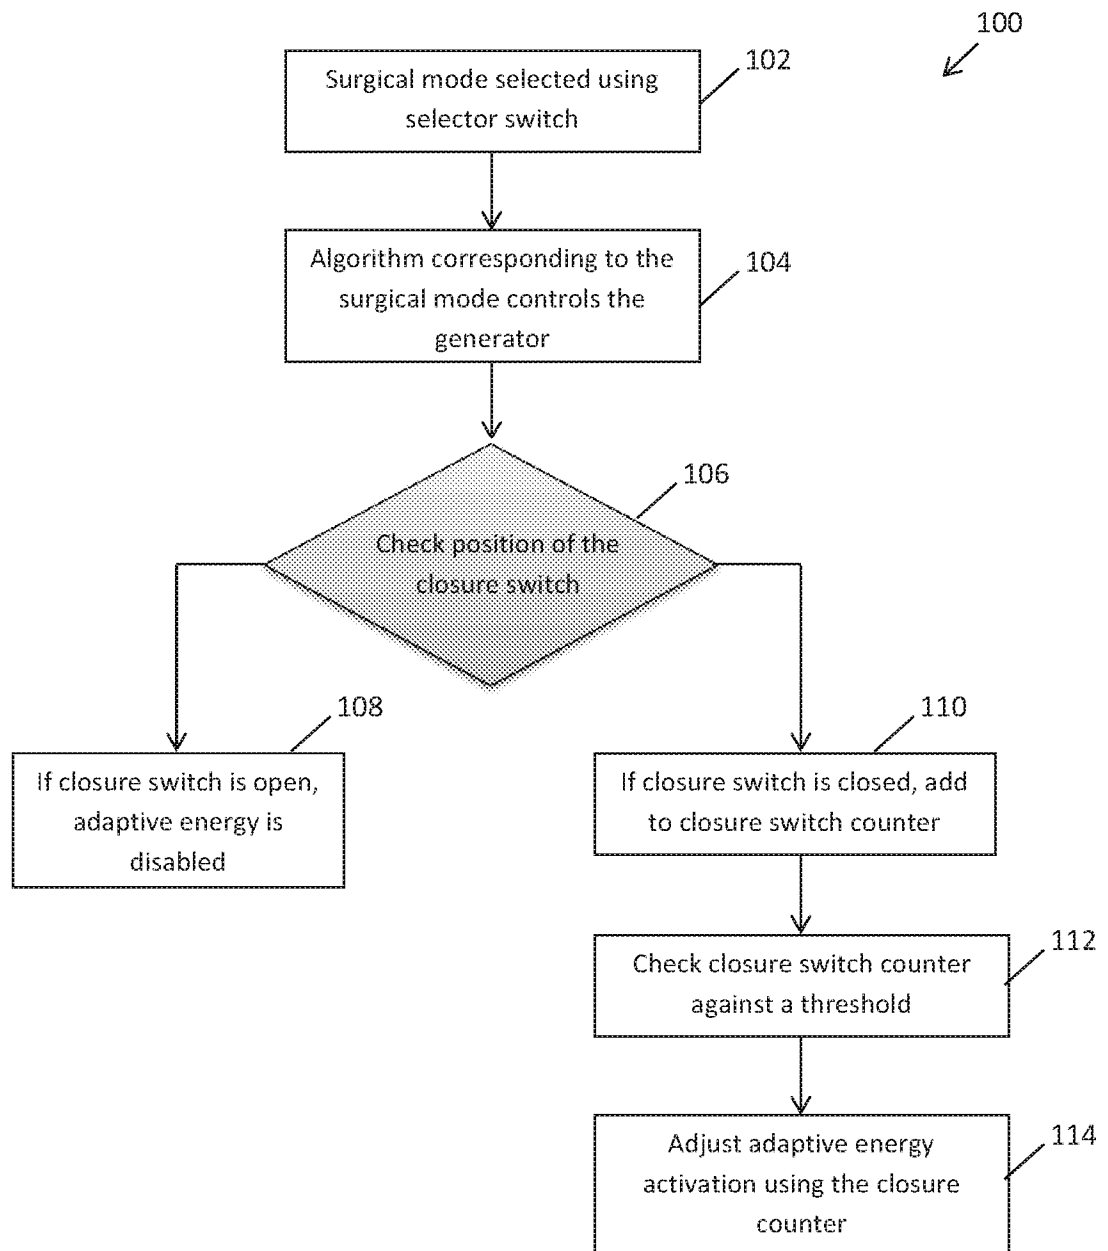 100
102
Surgical mode selected using
selector switch
104
Algorithm corresponding to the
surgical mode controls the
generator
106
Check position of the
closure switch
108
If closure switch is open,
adaptive energy is
disabled
110
If closure switch is closed, add
to closure switch counter
112
Check closure switch counter
against a threshold
114
Adjust adaptive energy
activation using the closure
counter